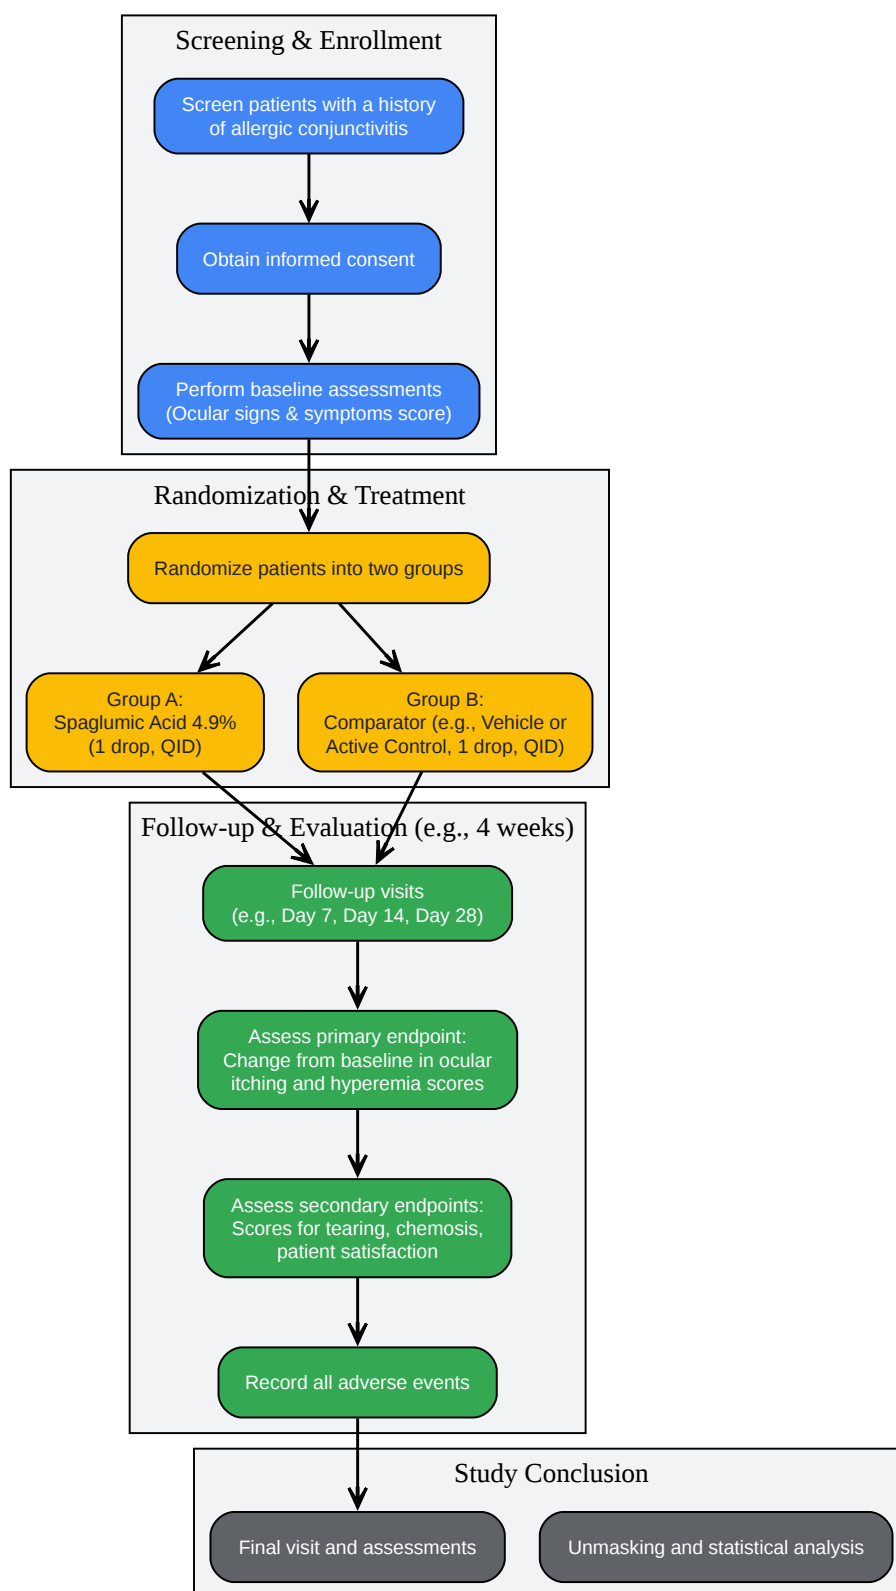 Screening & Enrollment
Screen patients with a history
of allergic conjunctivitis
Obtain informed consent
Perform baseline assessments
(Ocular signs & symptoms score)
Randomization & Treatment
Randomize patients into two groups
Group A:
Spaglumic Acid 4.9%
(1 drop, QID)
Group B:
Comparator (e.g., Vehicle or
Active Control, 1 drop, QID)
Follow-up & Evaluation (e.g., 4 weeks)
Follow-up visits
(e.g., Day 7, Day 14, Day 28)
Assess primary endpoint:
Change from baseline in ocular
itching and hyperemia scores
Assess secondary endpoints:
Scores for tearing, chemosis,
patient satisfaction
Record all adverse events
Study Conclusion
Final visit and assessments
Unmasking and statistical analysis